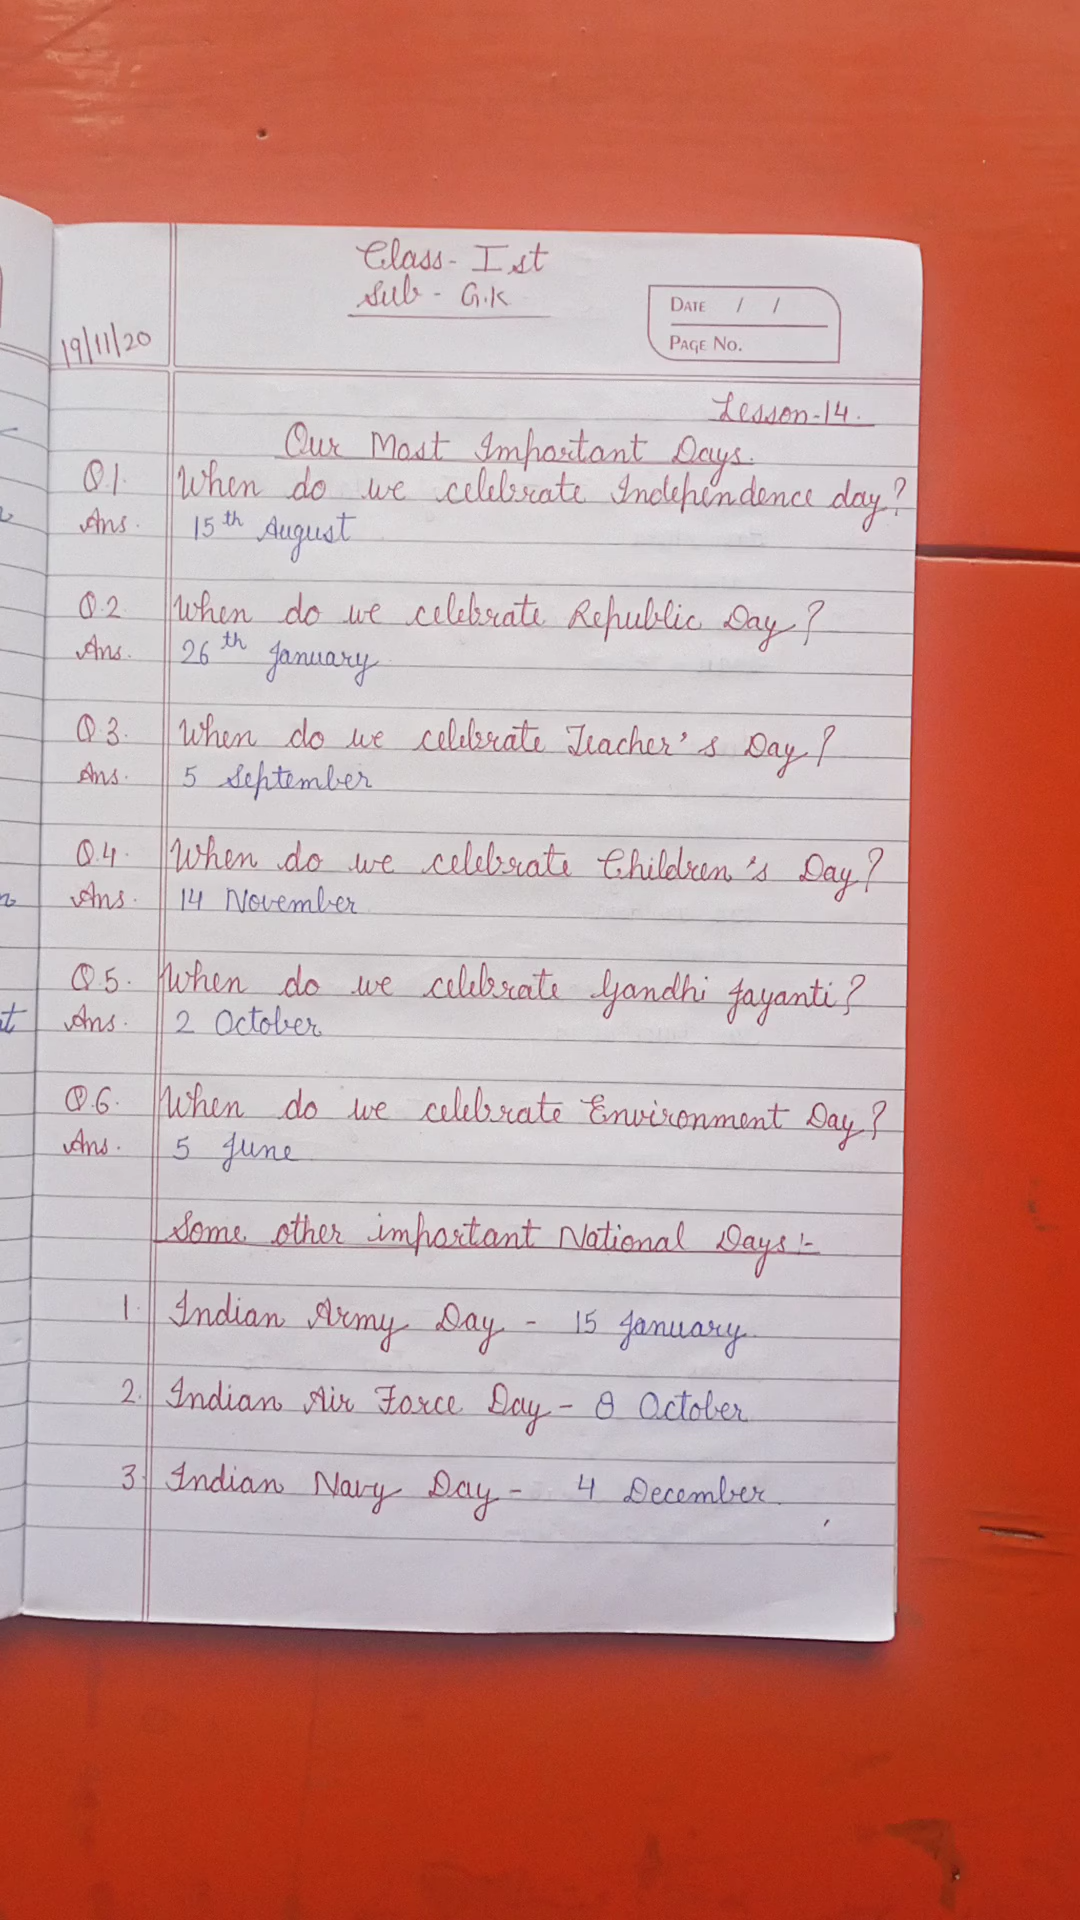 Class- Ist
Sub - G.K
DATE / /
PAGE NO.
19/11/20
Lesson-14.
Our Most Important Days.
Q1. When do we celebrate Independence day?
Ans. 15th August
Q.2 When do we celebrate Republic Day?
Ans. 26th January
Q3. When do we celebrate Teacher's Day?
Ans. 5 September
Q.4. When do we celebrate Children's Day?
Ans. 14 November
Q.5. When do we celebrate Gandhi Jayanti?
Ans. 2 October
Q.6. When do we celebrate Environment Day?
Ans. 5 June
Some other important National Days:-
1. Indian Army Day - 15 January.
2. Indian Air Force Day - 8 October
3. Indian Navy Day - 4 December.